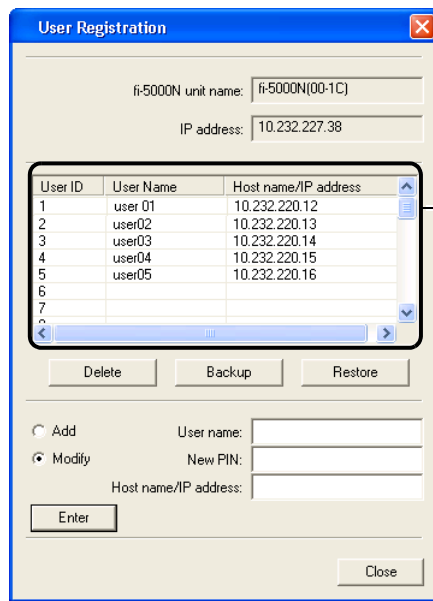 User Registration
fi-5000N unit name: fi-5000N(00-1C)
IP address: 10.232.227.38
User ID User Name Host name/IP address
1 user 01 10.232.220.12
2 user02 10.232.220.13
3 user03 10.232.220.14
4 user04 10.232.220.15
5 user05 10.232.220.16
6
7
Delete Backup Restore
Add User name:
Modify New PIN:
Host name/IP address:
Enter
Close